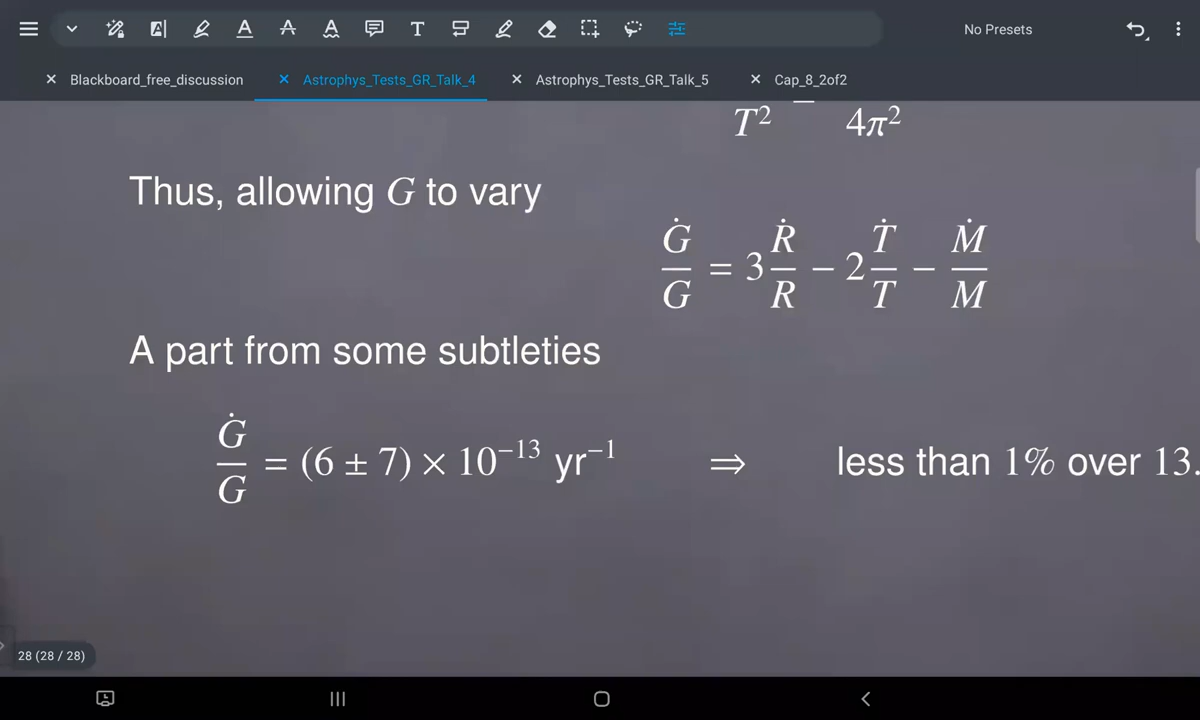 No Presets
Blackboard_free_discussion
Astrophys_Tests_GR_Talk_4
Astrophys_Tests_GR_Talk_5
Cap_8_2of2
T² = 4π²
Thus, allowing G to vary
Ġ/G = 3 Ṙ/R − 2 Ṫ/T − Ṁ/M
A part from some subtleties
Ġ/G = (6 ± 7) × 10⁻¹³ yr⁻¹ ⇒ less than 1% over 13.
28 (28 / 28)